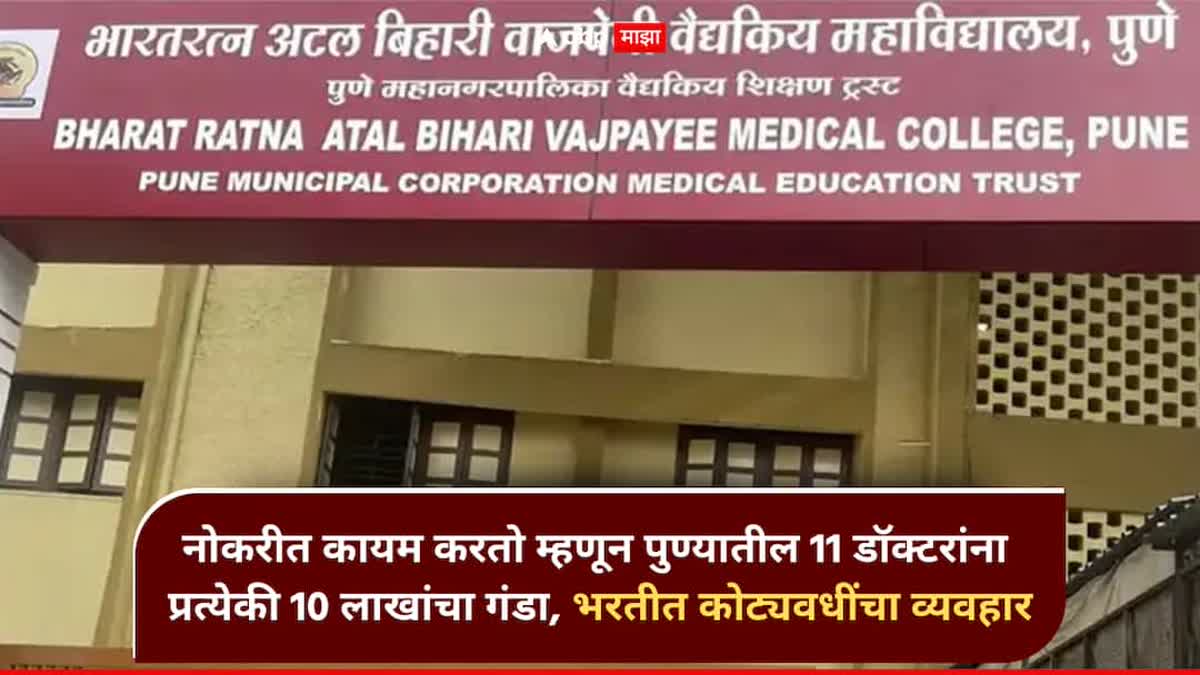 भारतरत्न अटल बिहारी वैद्यकिय महाविद्यालय, पुणे
माझा
पुणे महानगरपालिका वैद्यकिय शिक्षण ट्रस्ट
BHARAT RATNA ATAL BIHARI VAJPAYEE MEDICAL COLLEGE, PUNE
PUNE MUNICIPAL CORPORATION MEDICAL EDUCATION TRUST
नोकरीत कायम करतो म्हणून पुण्यातील 11 डॉक्टरांना
प्रत्येकी 10 लाखांचा गंडा, भरतीत कोट्यवधींचा व्यवहार